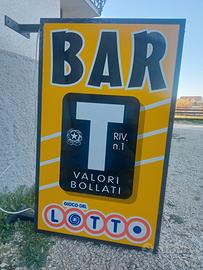 BAR
T
RIV.
n.1
VALORI
BOLLATI
GIOCO DEL
LOTTO